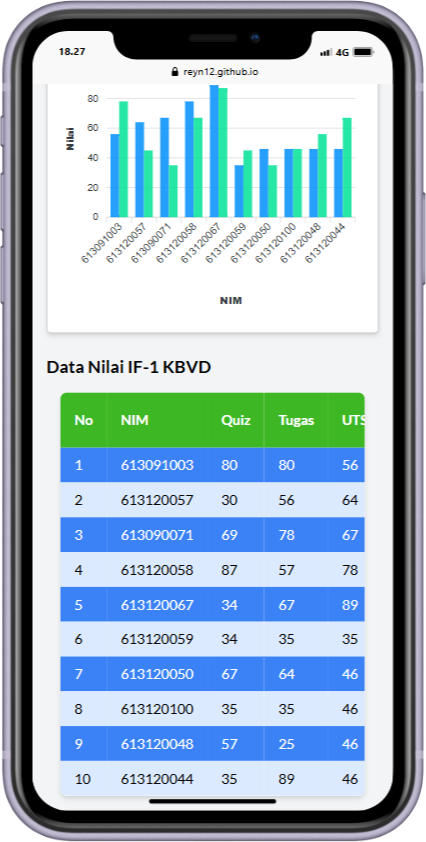 18.27
4G
reyn12.github.io
80
60
40
20
0
Nilai
613091003
613120057
613090071
613120058
613120067
613120059
613120050
613120100
613120048
613120044
NIM
Data Nilai IF-1 KBVD
No NIM Quiz Tugas UTS
1 613091003 80 80 56
2 613120057 30 56 64
3 613090071 69 78 67
4 613120058 87 57 78
5 613120067 34 67 89
6 613120059 34 35 35
7 613120050 67 64 46
8 613120100 35 35 46
9 613120048 57 25 46
10 613120044 35 89 46